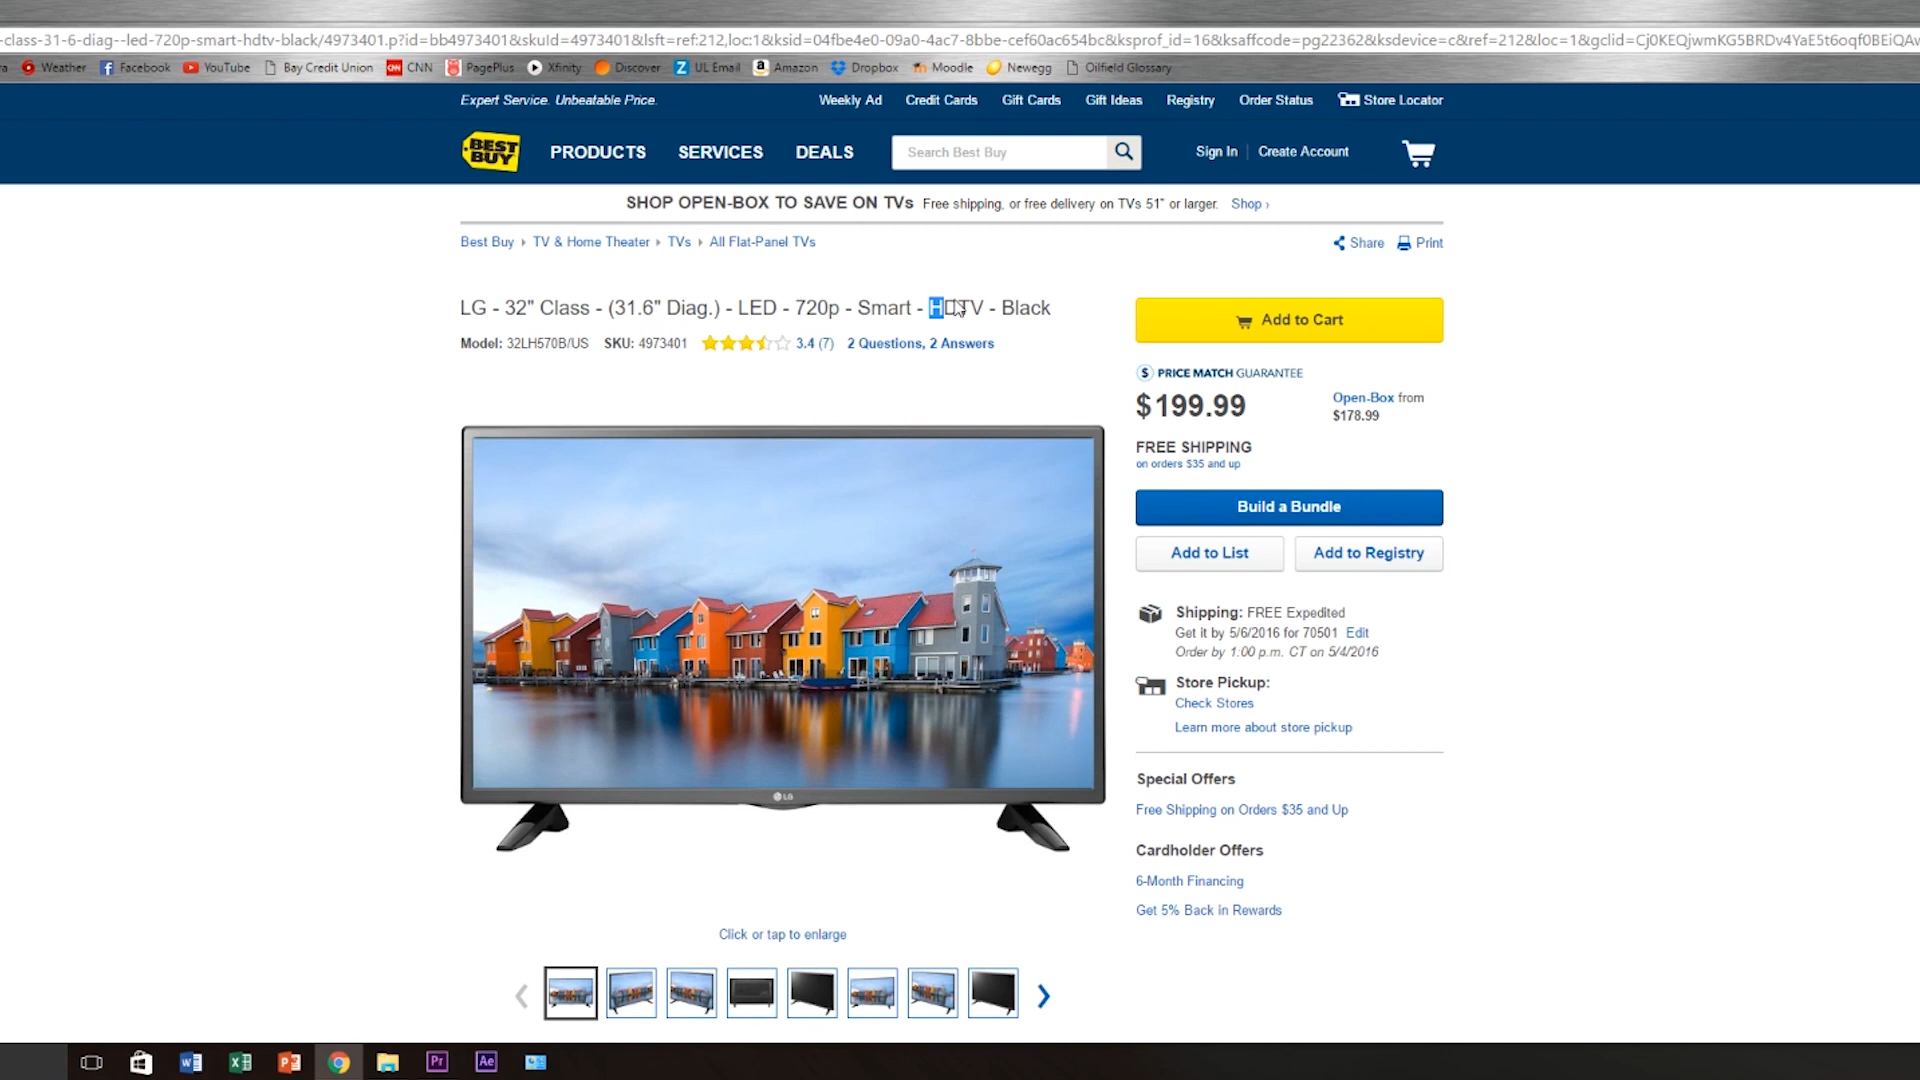 -class-31-6-diag--led-720p-smart-hdtv-black/4973401.p?id=bb4973401&skuId=4973401&lsft=ref:212,loc:1&ksid=04fbe4e0-09a0-4ac7-8bbe-cef60ac654bc&ksprof_id=16&ksaffcode=pg22362&ksdevice=c&ref=212&loc=1&gclid=Cj0KEQjwmKG5BRDv4YaE5t6oqf0BEiQAv
Weather Facebook YouTube Bay Credit Union CNN PagePlus Xfinity Discover UL Email Amazon Dropbox Moodle Newegg Oilfield Glossary
Expert Service. Unbeatable Price. Weekly Ad Credit Cards Gift Cards Gift Ideas Registry Order Status Store Locator
BEST BUY PRODUCTS SERVICES DEALS Search Best Buy Sign In Create Account
SHOP OPEN-BOX TO SAVE ON TVs Free shipping, or free delivery on TVs 51" or larger. Shop ›
Best Buy TV & Home Theater TVs All Flat-Panel TVs Share Print
LG - 32" Class - (31.6" Diag.) - LED - 720p - Smart - HDTV - Black
Model: 32LH570B/US SKU: 4973401 3.4 (7) 2 Questions, 2 Answers
Add to Cart
PRICE MATCH GUARANTEE
$199.99
Open-Box from
$178.99
FREE SHIPPING
on orders $35 and up
Build a Bundle
Add to List Add to Registry
Shipping: FREE Expedited
Get it by 5/6/2016 for 70501 Edit
Order by 1:00 p.m. CT on 5/4/2016
Store Pickup:
Check Stores
Learn more about store pickup
Special Offers
Free Shipping on Orders $35 and Up
Cardholder Offers
6-Month Financing
Get 5% Back in Rewards
LG
Click or tap to enlarge
Pr Ae